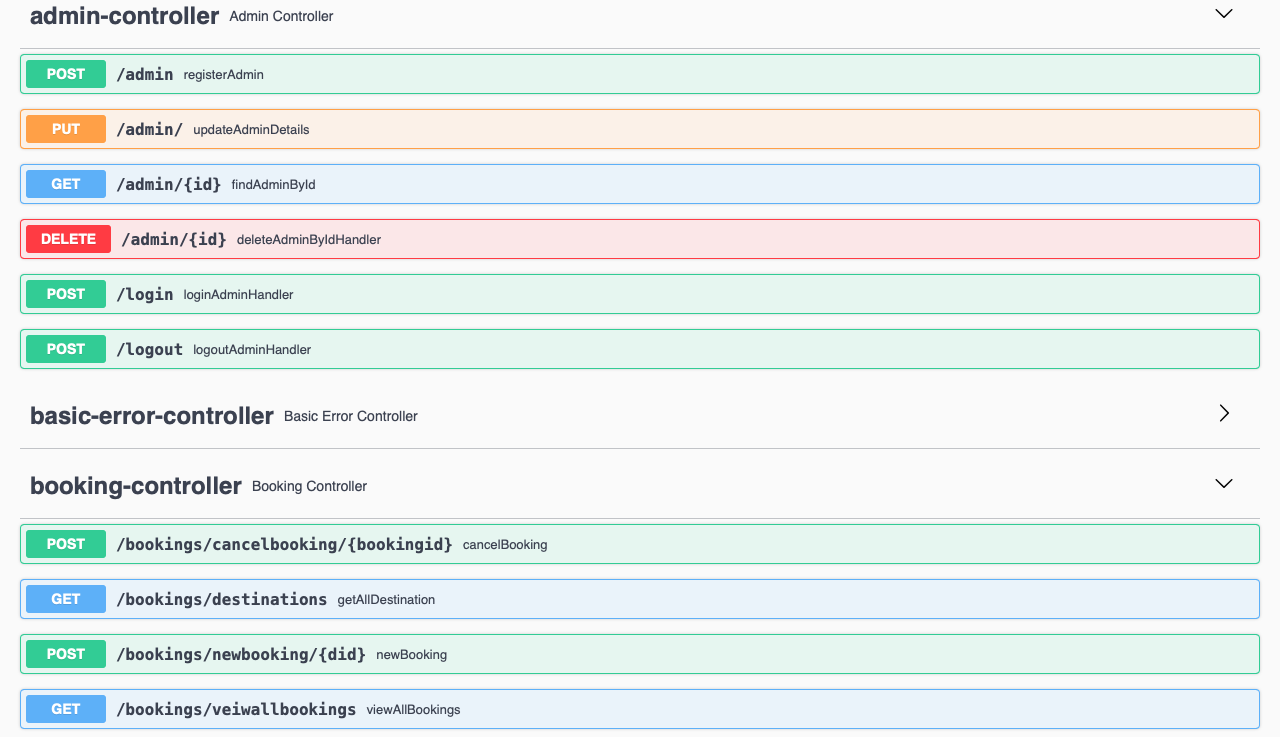 admin-controller Admin Controller
POST /admin registerAdmin
PUT /admin/ updateAdminDetails
GET /admin/{id} findAdminById
DELETE /admin/{id} deleteAdminByIdHandler
POST /login loginAdminHandler
POST /logout logoutAdminHandler
basic-error-controller Basic Error Controller
booking-controller Booking Controller
POST /bookings/cancelbooking/{bookingid} cancelBooking
GET /bookings/destinations getAllDestination
POST /bookings/newbooking/{did} newBooking
GET /bookings/veiwallbookings viewAllBookings